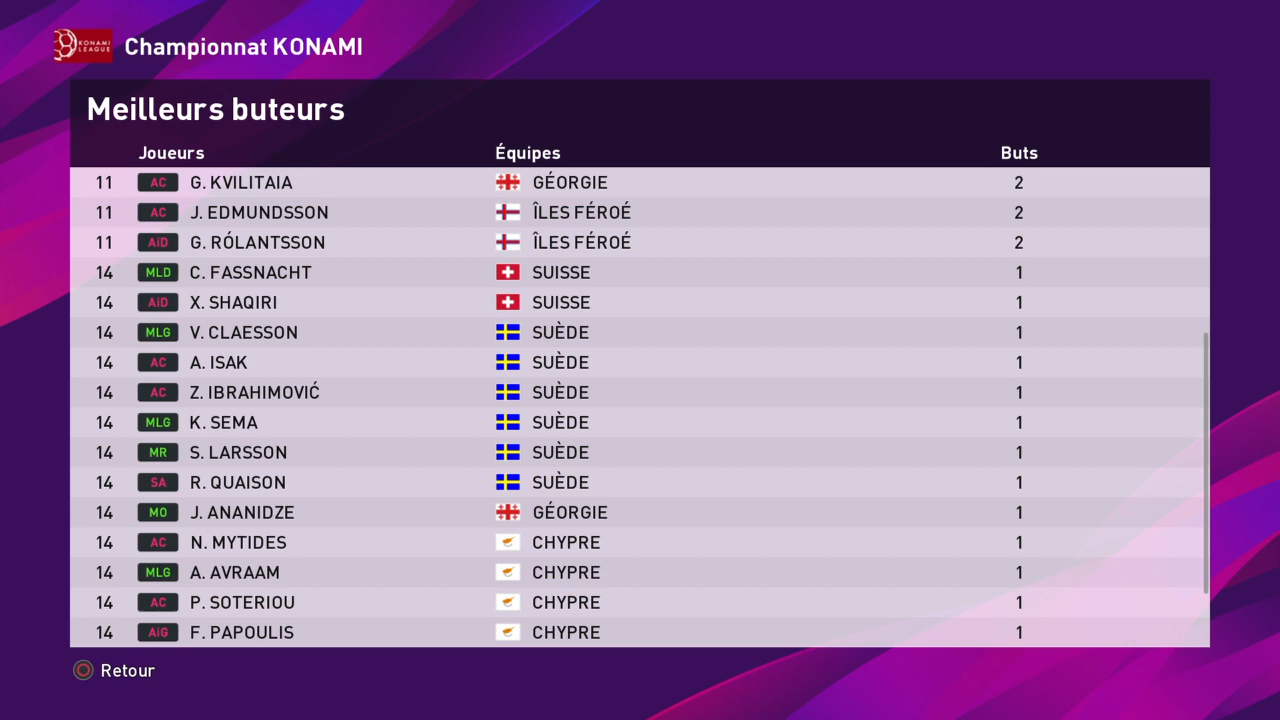 KONAMI LEAGUE Championnat KONAMI
Meilleurs buteurs
Joueurs Équipes Buts
11 AC G. KVILITAIA GÉORGIE 2
11 AC J. EDMUNDSSON ÎLES FÉROÉ 2
11 AiD G. RÓLANTSSON ÎLES FÉROÉ 2
14 MLD C. FASSNACHT SUISSE 1
14 AiD X. SHAQIRI SUISSE 1
14 MLG V. CLAESSON SUÈDE 1
14 AC A. ISAK SUÈDE 1
14 AC Z. IBRAHIMOVIĆ SUÈDE 1
14 MLG K. SEMA SUÈDE 1
14 MR S. LARSSON SUÈDE 1
14 SA R. QUAISON SUÈDE 1
14 MO J. ANANIDZE GÉORGIE 1
14 AC N. MYTIDES CHYPRE 1
14 MLG A. AVRAAM CHYPRE 1
14 AC P. SOTERIOU CHYPRE 1
14 AiG F. PAPOULIS CHYPRE 1
Retour